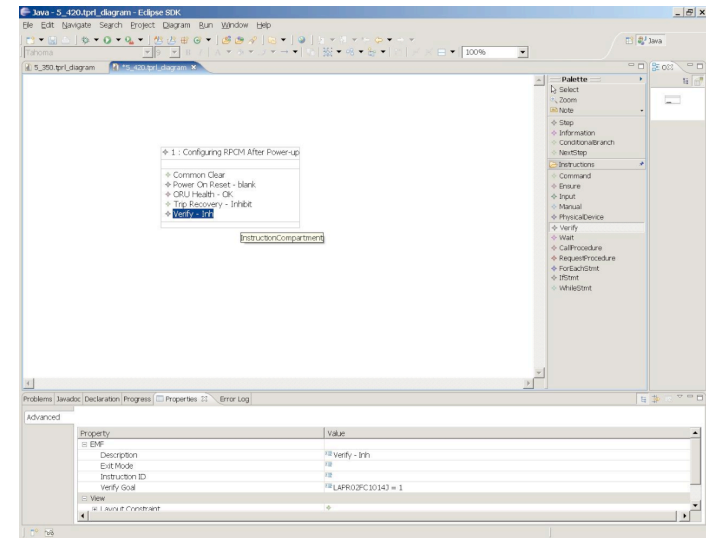 Java - 5_420.tprl_diagram - Eclipse SDK
File Edit Navigate Search Project Diagram Run Window Help
Tahoma 9 100% Java
5_350.tprl_diagram *5_420.tprl_diagram
Palette
Select
Zoom
Note
Step
Information
ConditionalBranch
NextStep
Instructions
Command
Ensure
Input
Manual
PhysicalDevice
Verify
Wait
CallProcedure
RequestProcedure
ForEachStmt
IfStmt
WhileStmt
1 : Configuring RPCM After Power-up
Common Clear
Power On Reset - blank
ORU Health - OK
Trip Recovery - Inhibit
Verify - Inh
InstructionCompartment
Problems Javadoc Declaration Progress Properties Error Log
Advanced
Property Value
EMF
Description Verify - Inh
Exit Mode
Instruction ID
Verify Goal LAPR02FC1014J = 1
View
Layout Constraint